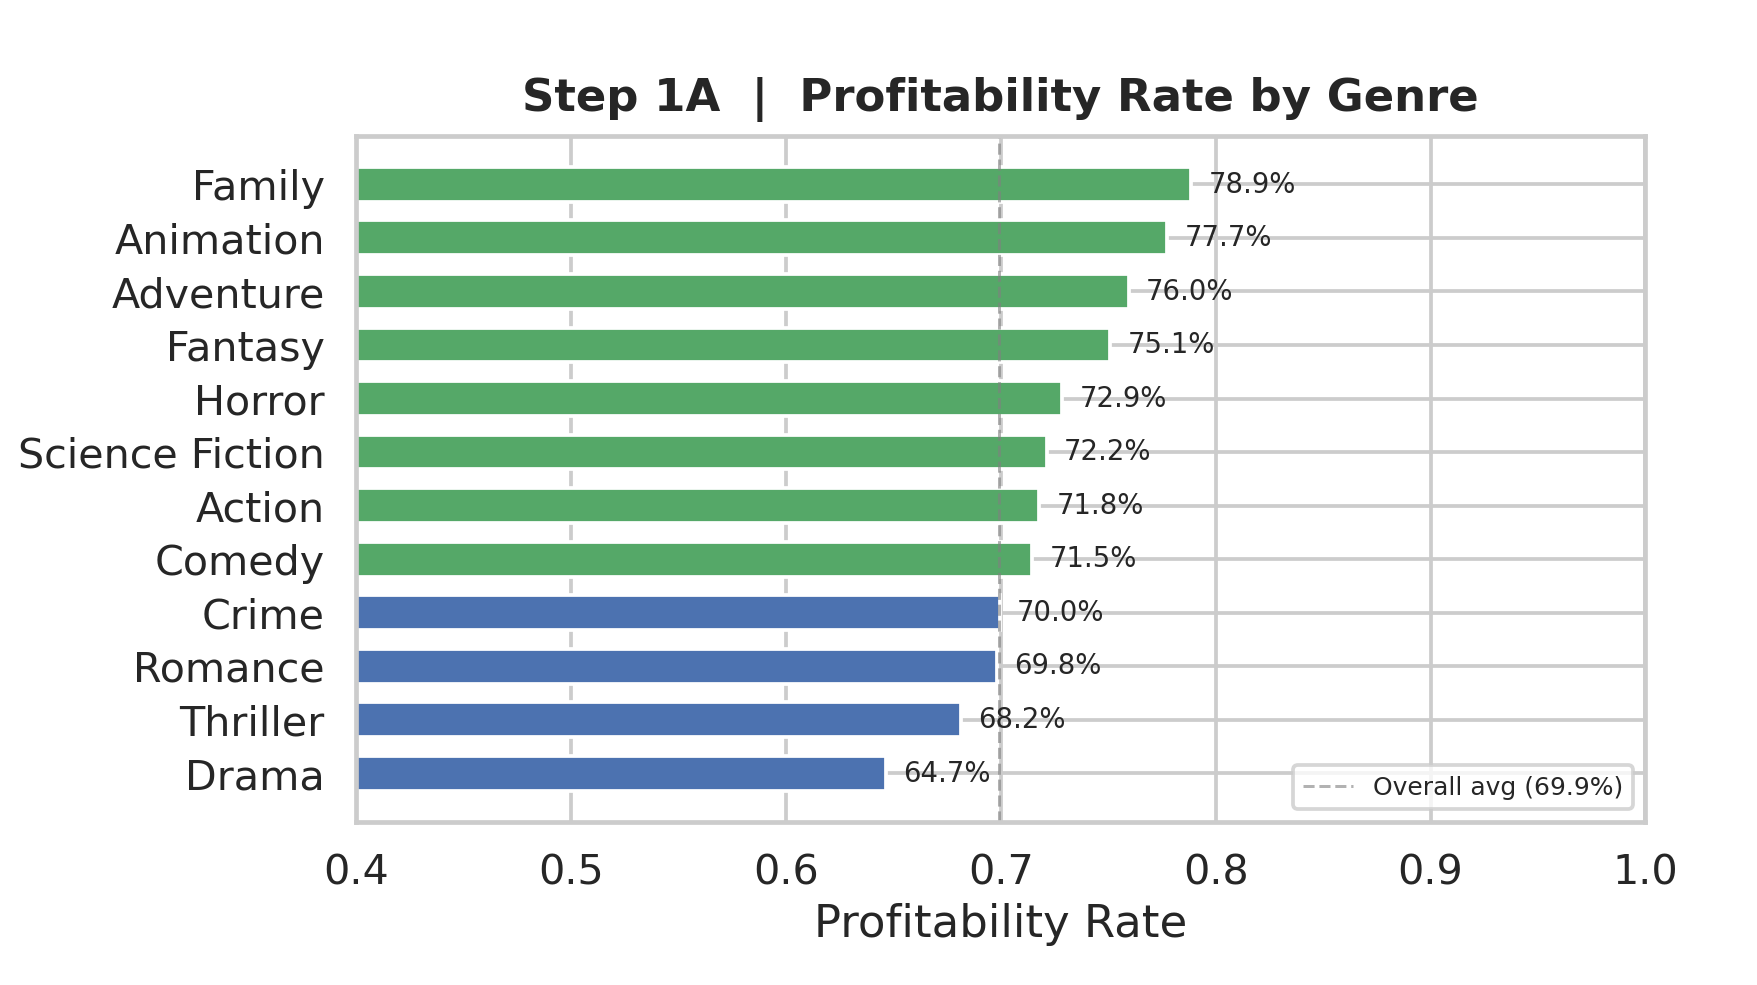 Step 1A | Profitability Rate by Genre
Family 78.9%
Animation 77.7%
Adventure 76.0%
Fantasy 75.1%
Horror 72.9%
Science Fiction 72.2%
Action 71.8%
Comedy 71.5%
Crime 70.0%
Romance 69.8%
Thriller 68.2%
Drama 64.7%
Overall avg (69.9%)
0.4 0.5 0.6 0.7 0.8 0.9 1.0
Profitability Rate